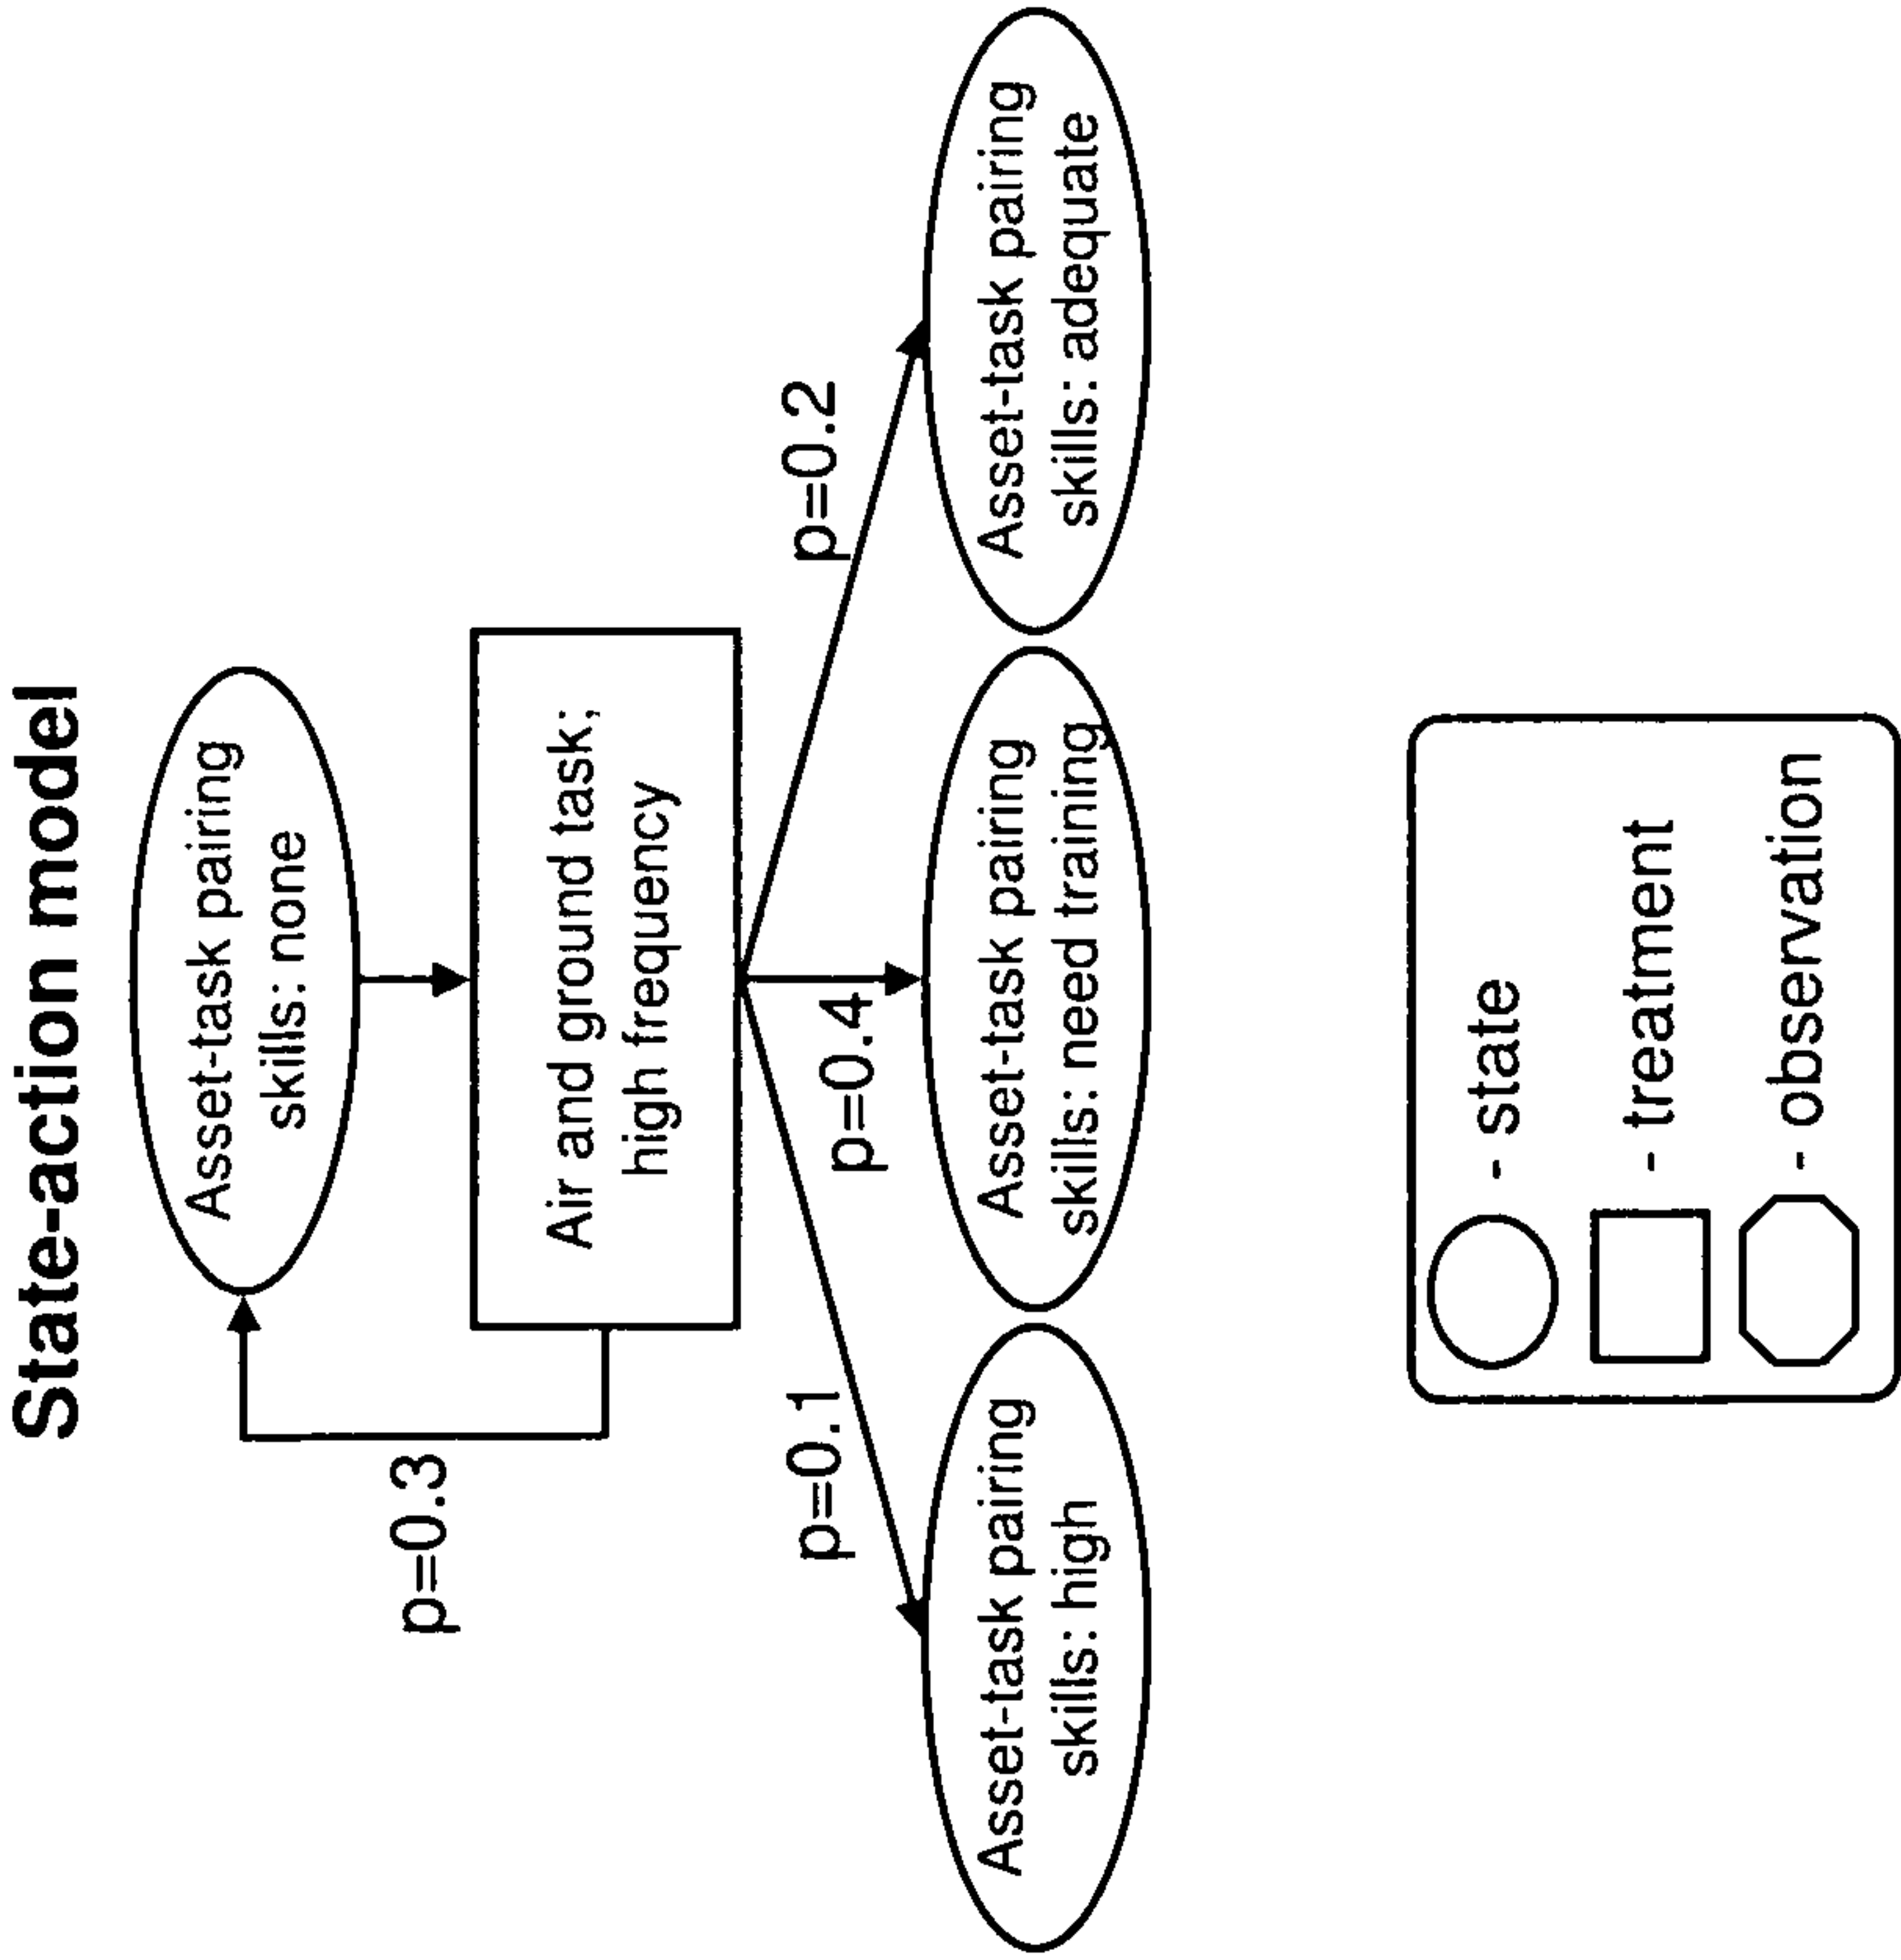 State-action model
Asset-task pairing
skills: none
p=0.3
Air and ground task;
high frequency
p=0.1
p=0.4
p=0.2
Asset-task pairing
skills: high
Asset-task pairing
skills: need training
Asset-task pairing
skills: adequate
- state
- treatment
- observation